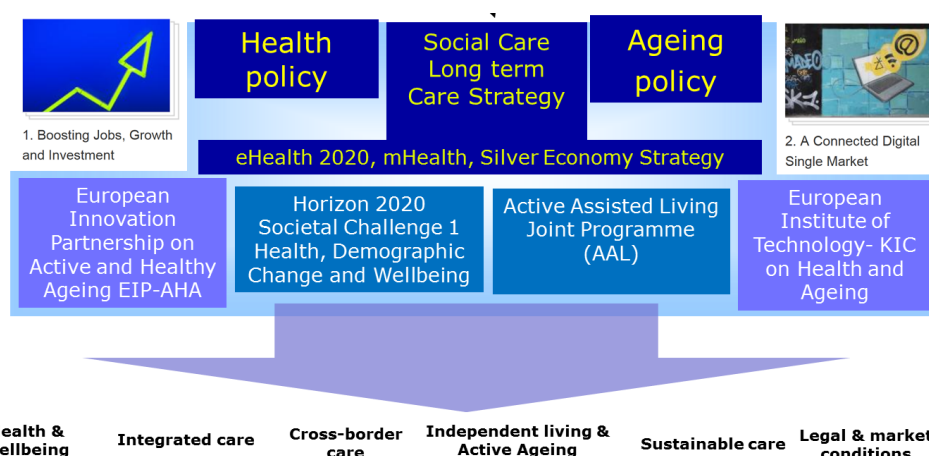 Health
policy
Social Care
Long term
Care Strategy
Ageing
policy
1. Boosting Jobs, Growth
and Investment
2. A Connected Digital
Single Market
eHealth 2020, mHealth, Silver Economy Strategy
European
Innovation
Partnership on
Active and Healthy
Ageing EIP-AHA
Horizon 2020
Societal Challenge 1
Health, Demographic
Change and Wellbeing
Active Assisted Living
Joint Programme
(AAL)
European
Institute of
Technology- KIC
on Health and
Ageing
ealth &
ellbeing
Integrated care
Cross-border
care
Independent living &
Active Ageing
Sustainable care
Legal & market
conditions